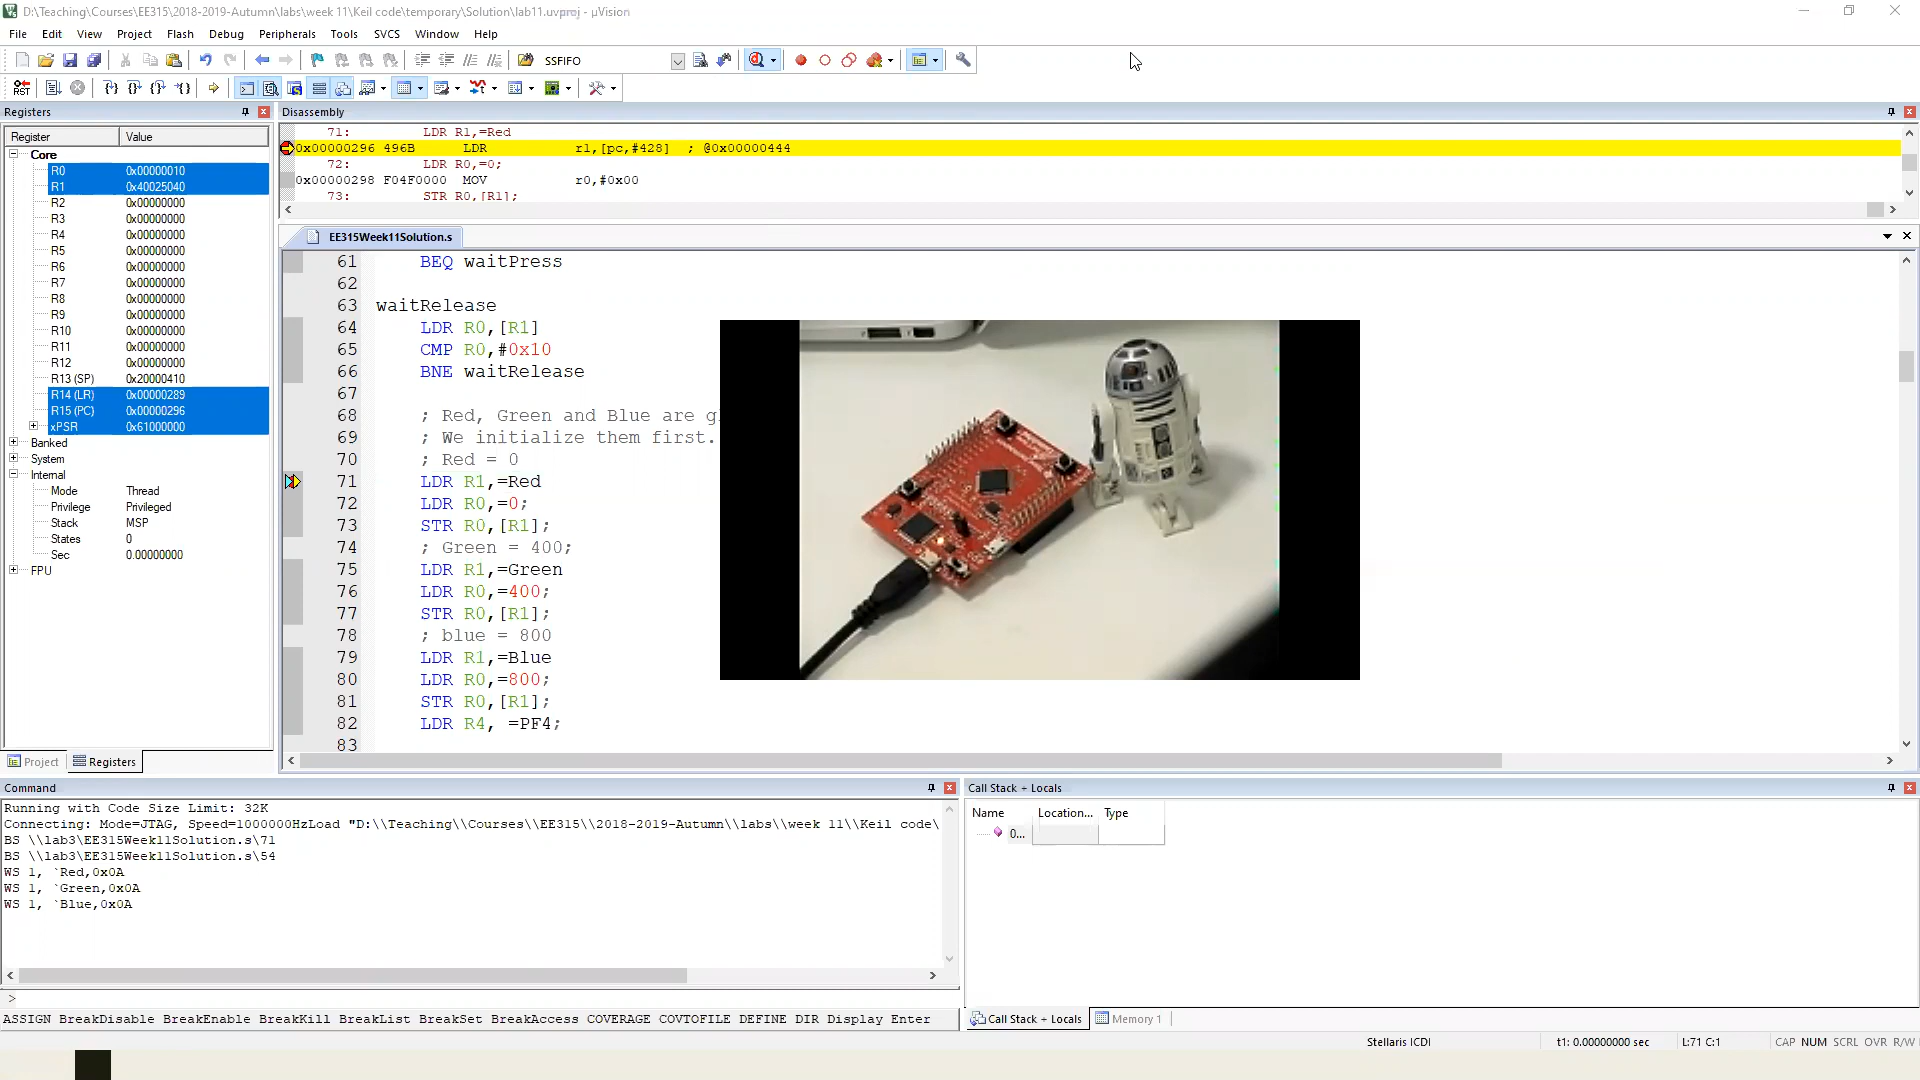 D:\Teaching\Courses\EE315\2018-2019-Autumn\labs\week 11\Keil code\temporary\Solution\lab11.uvproj - µVision
File Edit View Project Flash Debug Peripherals Tools SVCS Window Help
SSFIFO
RST
Registers
Register Value
Core
R0 0x00000010
R1 0x40025040
R2 0x00000000
R3 0x00000000
R4 0x00000000
R5 0x00000000
R6 0x00000000
R7 0x00000000
R8 0x00000000
R9 0x00000000
R10 0x00000000
R11 0x00000000
R12 0x00000000
R13 (SP) 0x20000410
R14 (LR) 0x00000289
R15 (PC) 0x00000296
xPSR 0x61000000
Banked
System
Internal
Mode Thread
Privilege Privileged
Stack MSP
States 0
Sec 0.00000000
FPU
Project Registers
Disassembly
71: LDR R1,=Red
0x00000296 496B LDR r1,[pc,#428] ; @0x00000444
72: LDR R0,=0;
0x00000298 F04F0000 MOV r0,#0x00
73: STR R0,[R1];
EE315Week11Solution.s
61 BEQ waitPress
62
63 waitRelease
64 LDR R0,[R1]
65 CMP R0,#0x10
66 BNE waitRelease
67
68 ; Red, Green and Blue are g
69 ; We initialize them first.
70 ; Red = 0
71 LDR R1,=Red
72 LDR R0,=0;
73 STR R0,[R1];
74 ; Green = 400;
75 LDR R1,=Green
76 LDR R0,=400;
77 STR R0,[R1];
78 ; blue = 800
79 LDR R1,=Blue
80 LDR R0,=800;
81 STR R0,[R1];
82 LDR R4, =PF4;
83
Command
Running with Code Size Limit: 32K
Connecting: Mode=JTAG, Speed=1000000HzLoad "D:\\Teaching\\Courses\\EE315\\2018-2019-Autumn\\labs\\week 11\\Keil code\
BS \\lab3\EE315Week11Solution.s\71
BS \\lab3\EE315Week11Solution.s\54
WS 1, `Red,0x0A
WS 1, `Green,0x0A
WS 1, `Blue,0x0A
>
ASSIGN BreakDisable BreakEnable BreakKill BreakList BreakSet BreakAccess COVERAGE COVTOFILE DEFINE DIR Display Enter
Call Stack + Locals
Name Location... Type
0...
Call Stack + Locals Memory 1
Stellaris ICDI t1: 0.00000000 sec L:71 C:1 CAP NUM SCRL OVR R/W